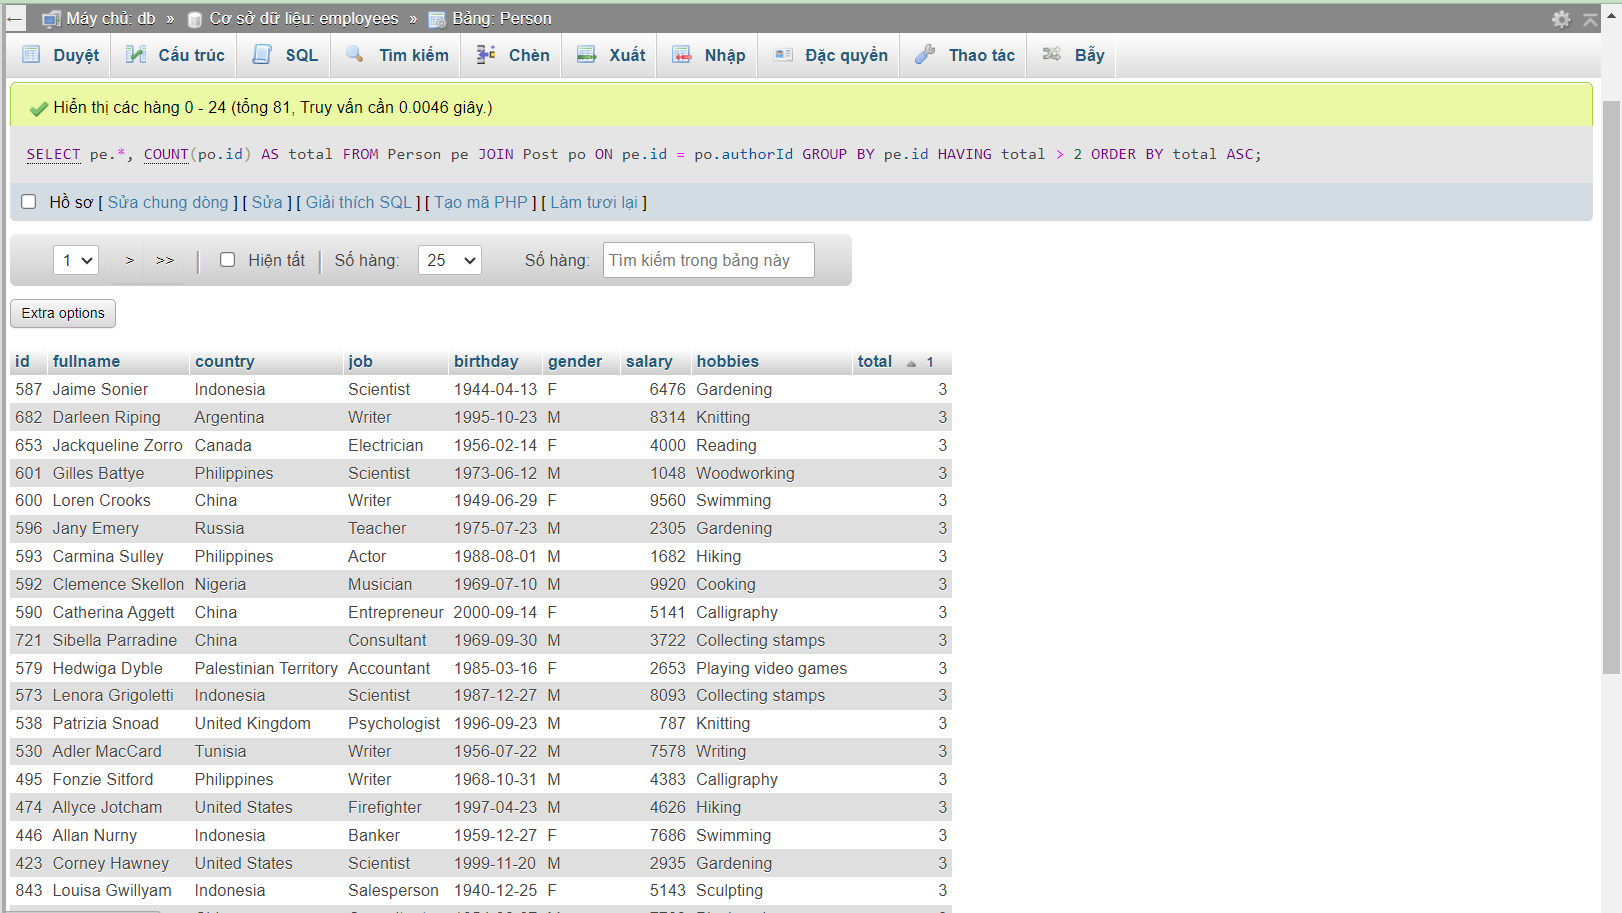 ← Máy chủ: db » Cơ sở dữ liệu: employees » Bảng: Person
Duyệt Cấu trúc SQL Tìm kiếm Chèn Xuất Nhập Đặc quyền Thao tác Bẫy
Hiển thị các hàng 0 - 24 (tổng 81, Truy vấn cần 0.0046 giây.)
SELECT pe.*, COUNT(po.id) AS total FROM Person pe JOIN Post po ON pe.id = po.authorId GROUP BY pe.id HAVING total > 2 ORDER BY total ASC;
Hồ sơ [ Sửa chung dòng ] [ Sửa ] [ Giải thích SQL ] [ Tạo mã PHP ] [ Làm tươi lại ]
1 > >> | Hiện tất | Số hàng: 25 Số hàng: Tìm kiếm trong bảng này
Extra options
id fullname country job birthday gender salary hobbies total 1
587 Jaime Sonier Indonesia Scientist 1944-04-13 F 6476 Gardening 3
682 Darleen Riping Argentina Writer 1995-10-23 M 8314 Knitting 3
653 Jackqueline Zorro Canada Electrician 1956-02-14 F 4000 Reading 3
601 Gilles Battye Philippines Scientist 1973-06-12 M 1048 Woodworking 3
600 Loren Crooks China Writer 1949-06-29 F 9560 Swimming 3
596 Jany Emery Russia Teacher 1975-07-23 M 2305 Gardening 3
593 Carmina Sulley Philippines Actor 1988-08-01 M 1682 Hiking 3
592 Clemence Skellon Nigeria Musician 1969-07-10 M 9920 Cooking 3
590 Catherina Aggett China Entrepreneur 2000-09-14 F 5141 Calligraphy 3
721 Sibella Parradine China Consultant 1969-09-30 M 3722 Collecting stamps 3
579 Hedwiga Dyble Palestinian Territory Accountant 1985-03-16 F 2653 Playing video games 3
573 Lenora Grigoletti Indonesia Scientist 1987-12-27 M 8093 Collecting stamps 3
538 Patrizia Snoad United Kingdom Psychologist 1996-09-23 M 787 Knitting 3
530 Adler MacCard Tunisia Writer 1956-07-22 M 7578 Writing 3
495 Fonzie Sitford Philippines Writer 1968-10-31 M 4383 Calligraphy 3
474 Allyce Jotcham United States Firefighter 1997-04-23 M 4626 Hiking 3
446 Allan Nurny Indonesia Banker 1959-12-27 F 7686 Swimming 3
423 Corney Hawney United States Scientist 1999-11-20 M 2935 Gardening 3
843 Louisa Gwillyam Indonesia Salesperson 1940-12-25 F 5143 Sculpting 3